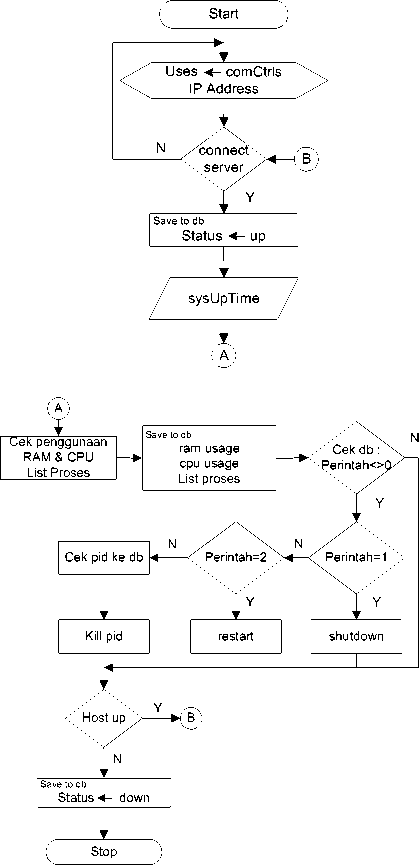 Start
Uses ← comCtrls
IP Address
N
connect
server
B
Y
Save to db
Status ← up
sysUpTime
A
A
Cek penggunaan
RAM & CPU
List Proses
Save to db
ram usage
cpu usage
List proses
Cek db :
Perintah<>0
N
Y
Cek pid ke db
N
Perintah=2
N
Perintah=1
Y
Y
Kill pid
restart
shutdown
Host up
Y
B
N
Save to db
Status ← down
Stop